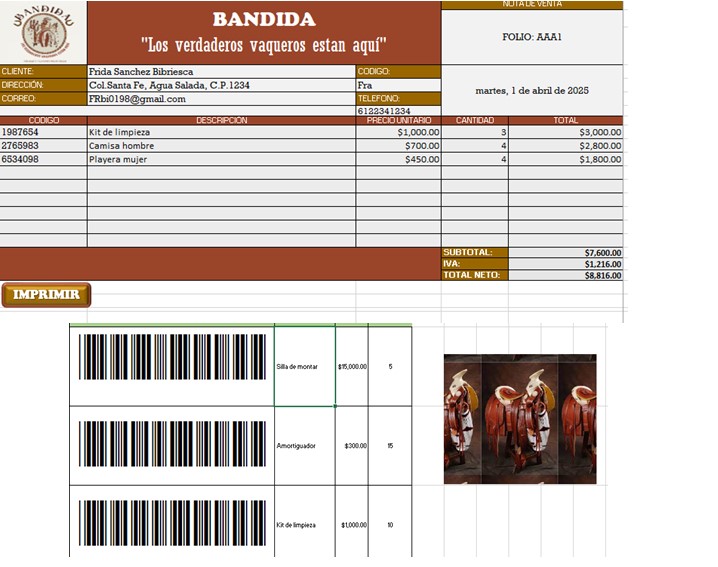 NOTA DE VENTA
BANDIDA
BANDIDA
"Los verdaderos vaqueros estan aquí"
FOLIO: AAA1
CLIENTE: Frida Sanchez Bibriesca CODIGO:
DIRECCIÓN: Col.Santa Fe, Agua Salada, C.P.1234 Fra
martes, 1 de abril de 2025
CORREO: FRbi0198@gmail.com TELEFONO:
6122341234
CODIGO DESCRIPCIÓN PRECIO UNITARIO CANTIDAD TOTAL
1987654 Kit de limpieza $1,000.00 3 $3,000.00
2765983 Camisa hombre $700.00 4 $2,800.00
6534098 Playera mujer $450.00 4 $1,800.00
SUBTOTAL: $7,600.00
IVA: $1,216.00
TOTAL NETO: $8,816.00
IMPRIMIR
Silla de montar $15,000.00 5
Amortiguador $300.00 15
Kit de limpieza $1,000.00 10